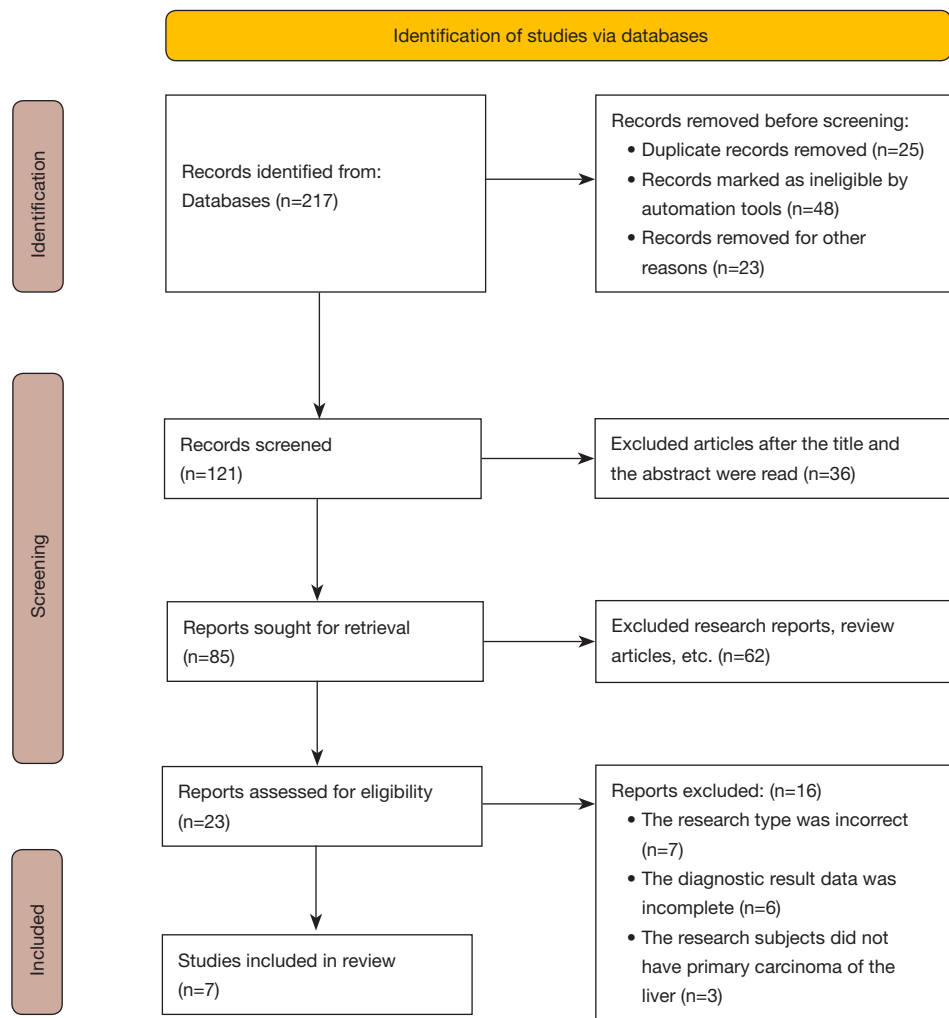 Identification of studies via databases
Identification
Records identified from:
Databases (n=217)
Records removed before screening:
• Duplicate records removed (n=25)
• Records marked as ineligible by
automation tools (n=48)
• Records removed for other
reasons (n=23)
Screening
Records screened
(n=121)
Excluded articles after the title and
the abstract were read (n=36)
Reports sought for retrieval
(n=85)
Excluded research reports, review
articles, etc. (n=62)
Reports assessed for eligibility
(n=23)
Reports excluded: (n=16)
• The research type was incorrect
(n=7)
• The diagnostic result data was
incomplete (n=6)
• The research subjects did not
have primary carcinoma of the
liver (n=3)
Included
Studies included in review
(n=7)